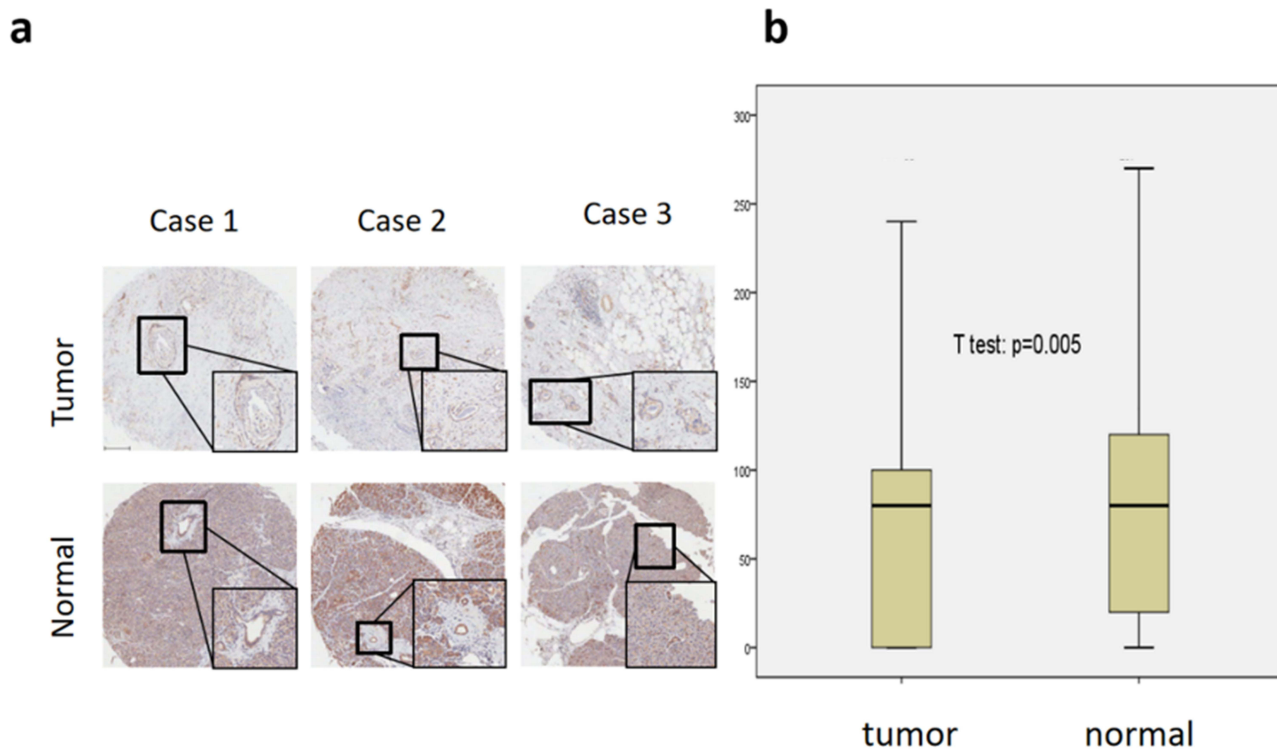 a
b
Case 1
Case 2
Case 3
Tumor
Normal
300
250
200
150
100
50
0
T test: p=0.005
tumor
normal